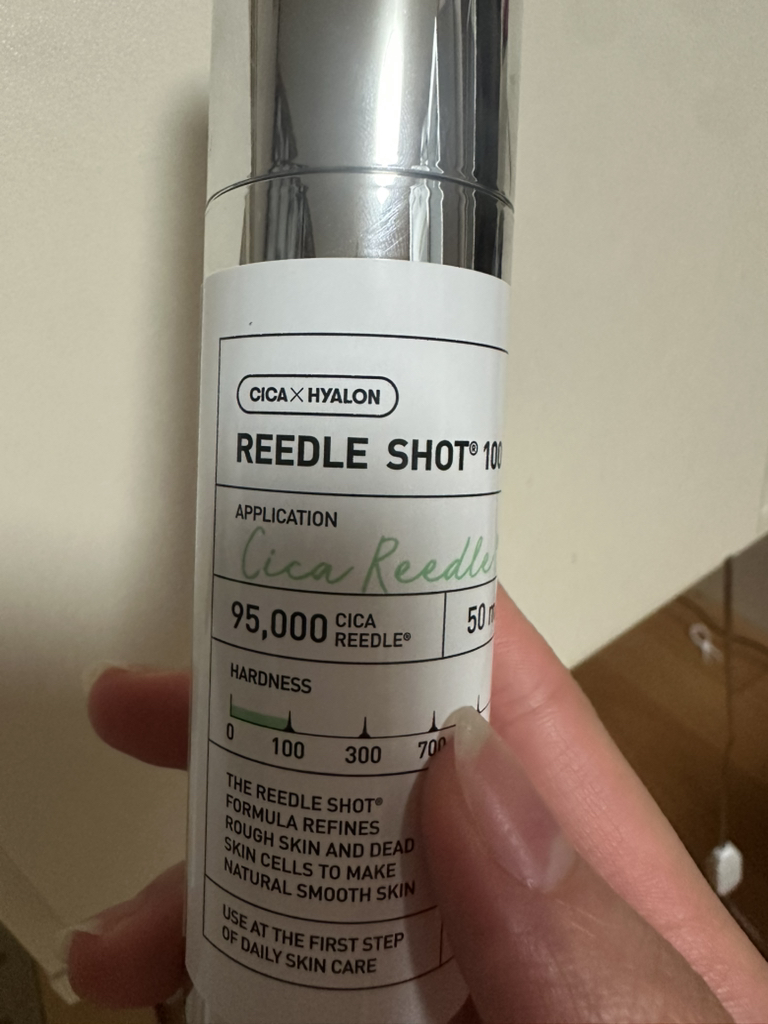 CICA×HYALON
REEDLE SHOT® 100
APPLICATION
Cica Reedle
95,000 CICA REEDLE®
50
HARDNESS
0 100 300 700
THE REEDLE SHOT®
FORMULA REFINES
ROUGH SKIN AND DEAD
SKIN CELLS TO MAKE
NATURAL SMOOTH SKIN
USE AT THE FIRST STEP
OF DAILY SKIN CARE